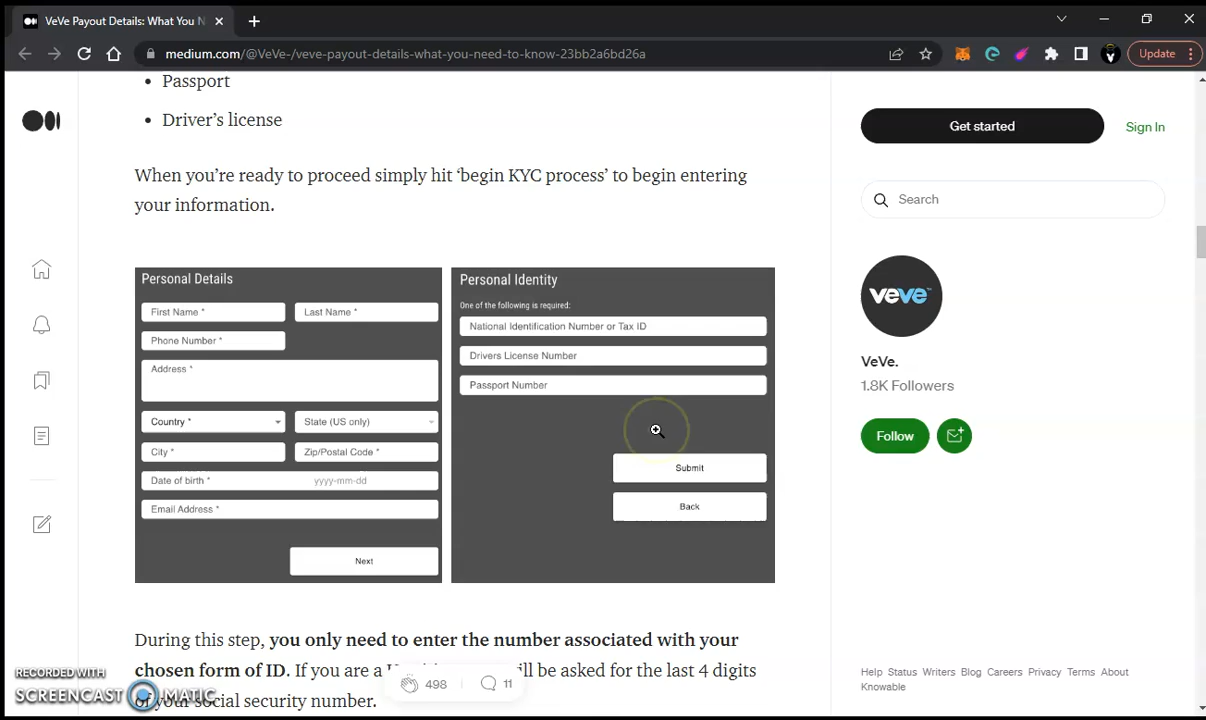 VeVe Payout Details: What You N
medium.com/@VeVe-/veve-payout-details-what-you-need-to-know-23bb2a6bd26a
Update
Passport
Driver's license
When you're ready to proceed simply hit 'begin KYC process' to begin entering
your information.
Personal Details
First Name *
Last Name *
Phone Number *
Address *
Country *
State (US only)
City *
Zip/Postal Code *
Date of birth *
yyyy-mm-dd
Email Address *
Next
Personal Identity
One of the following is required:
National Identification Number or Tax ID
Drivers License Number
Passport Number
Submit
Back
During this step, you only need to enter the number associated with your
chosen form of ID. If you are a ill be asked for the last 4 digits
of your social security number.
498
11
Get started
Sign In
Search
veve
VeVe.
1.8K Followers
Follow
Help Status Writers Blog Careers Privacy Terms About
Knowable
RECORDED WITH
SCREENCAST MATIC